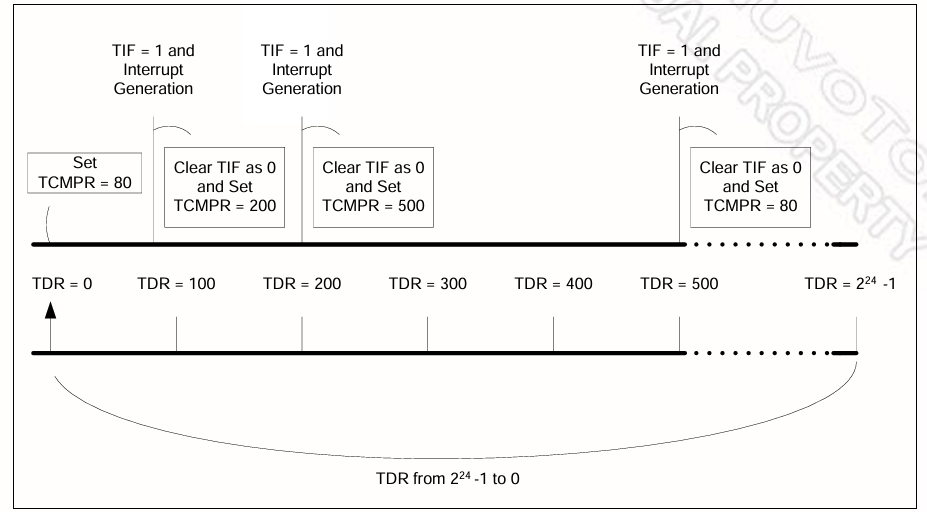 TIF = 1 and
Interrupt
Generation
TIF = 1 and
Interrupt
Generation
TIF = 1 and
Interrupt
Generation
Set
TCMPR = 80
Clear TIF as 0
and Set
TCMPR = 200
Clear TIF as 0
and Set
TCMPR = 500
Clear TIF as 0
and Set
TCMPR = 80
TDR = 0
TDR = 100
TDR = 200
TDR = 300
TDR = 400
TDR = 500
TDR = 2²⁴ -1
TDR from 2²⁴ -1 to 0
NUVOTO
UAL PROPERTY